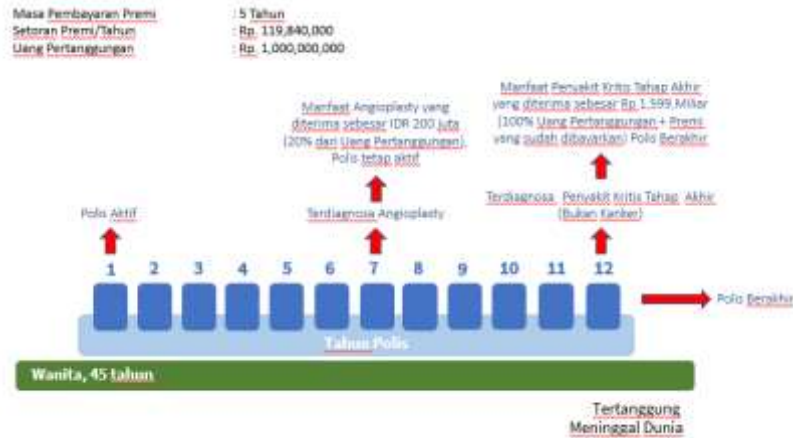 Masa Pembayaran Premi : 5 Tahun
Setoran Premi/Tahun : Rp. 119,840,000
Uang Pertanggungan : Rp. 1,000,000,000
Manfaat Angioplasty yang
diterima sebesar IDR 200 juta
(20% dari Uang Pertanggungan),
Polis tetap aktif
Manfaat Penyakit Kritis Tahap Akhir
yang diterima sebesar Rp 1.599 Miliar
(100% Uang Pertanggungan + Premi
yang sudah dibayarkan) Polis Berakhir
Polis Aktif
Terdiagnosa Angioplasty
Terdiagnosa Penyakit Kritis Tahap Akhir
(Bukan Kanker)
1 2 3 4 5 6 7 8 9 10 11 12
Polis Berakhir
Tahun Polis
Wanita, 45 tahun
Tertanggung
Meninggal Dunia